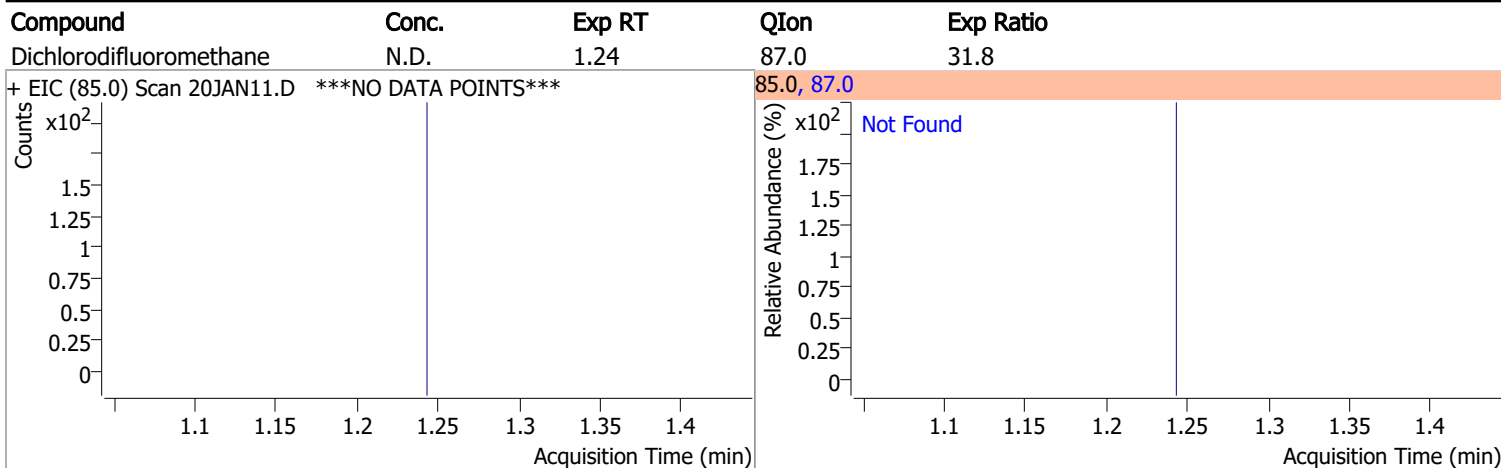 Compound Conc. Exp RT QIon Exp Ratio
Dichlorodifluoromethane N.D. 1.24 87.0 31.8
+ EIC (85.0) Scan 20JAN11.D ***NO DATA POINTS***
Counts
x10²
1.5
1.25
1
0.75
0.5
0.25
0
1.1 1.15 1.2 1.25 1.3 1.35 1.4
Acquisition Time (min)
85.0, 87.0
Relative Abundance (%)
x10²
Not Found
1.75
1.5
1.25
1
0.75
0.5
0.25
0
1.1 1.15 1.2 1.25 1.3 1.35 1.4
Acquisition Time (min)